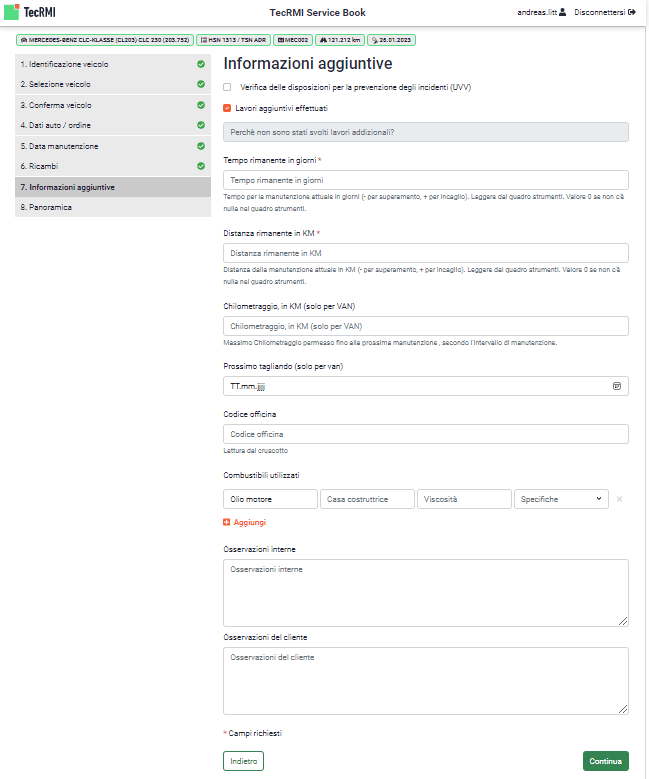 TecRMI
TecRMI Service Book
andreas.litt
Disconnettersi
MERCEDES-BENZ CLC-KLASSE (CL203) CLC 230 (203.752)
HSN 1313 / TSN ADR
MEC002
121.212 km
26.01.2023
1. Identificazione veicolo
2. Selezione veicolo
3. Conferma veicolo
4. Dati auto / ordine
5. Data manutenzione
6. Ricambi
7. Informazioni aggiuntive
8. Panoramica
Informazioni aggiuntive
Verifica delle disposizioni per la prevenzione degli incidenti (UVV)
Lavori aggiuntivi effettuati
Perchè non sono stati svolti lavori addizionali?
Tempo rimanente in giorni *
Tempo rimanente in giorni
Tempo per la manutenzione attuale in giorni (- per superamento, + per incaglio). Leggere dal quadro strumenti. Valore 0 se non c'è
nulla nel quadro strumenti.
Distanza rimanente in KM *
Distanza rimanente in KM
Distanza dalla manutenzione attuale in KM (- per superamento, + per incaglio). Leggere dal quadro strumenti. Valore 0 se non c'è
nulla nel quadro strumenti.
Chilometraggio, in KM (solo per VAN)
Chilometraggio, in KM (solo per VAN)
Massimo Chilometraggio permesso fino alla prossima manutenzione , secondo l'intervallo di manutenzione.
Prossimo tagliando (solo per van)
TT.mm.jjjj
Codice officina
Codice officina
Lettura dal cruscotto
Combustibili utilizzati
Olio motore
Casa costruttrice
Viscosità
Specifiche
Aggiungi
Osservazioni interne
Osservazioni interne
Osservazioni del cliente
Osservazioni del cliente
* Campi richiesti
Indietro
Continua